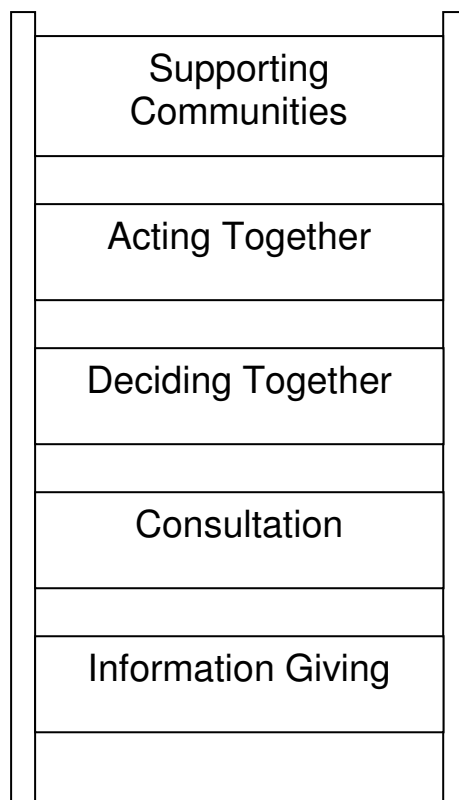 Supporting
Communities
Acting Together
Deciding Together
Consultation
Information Giving